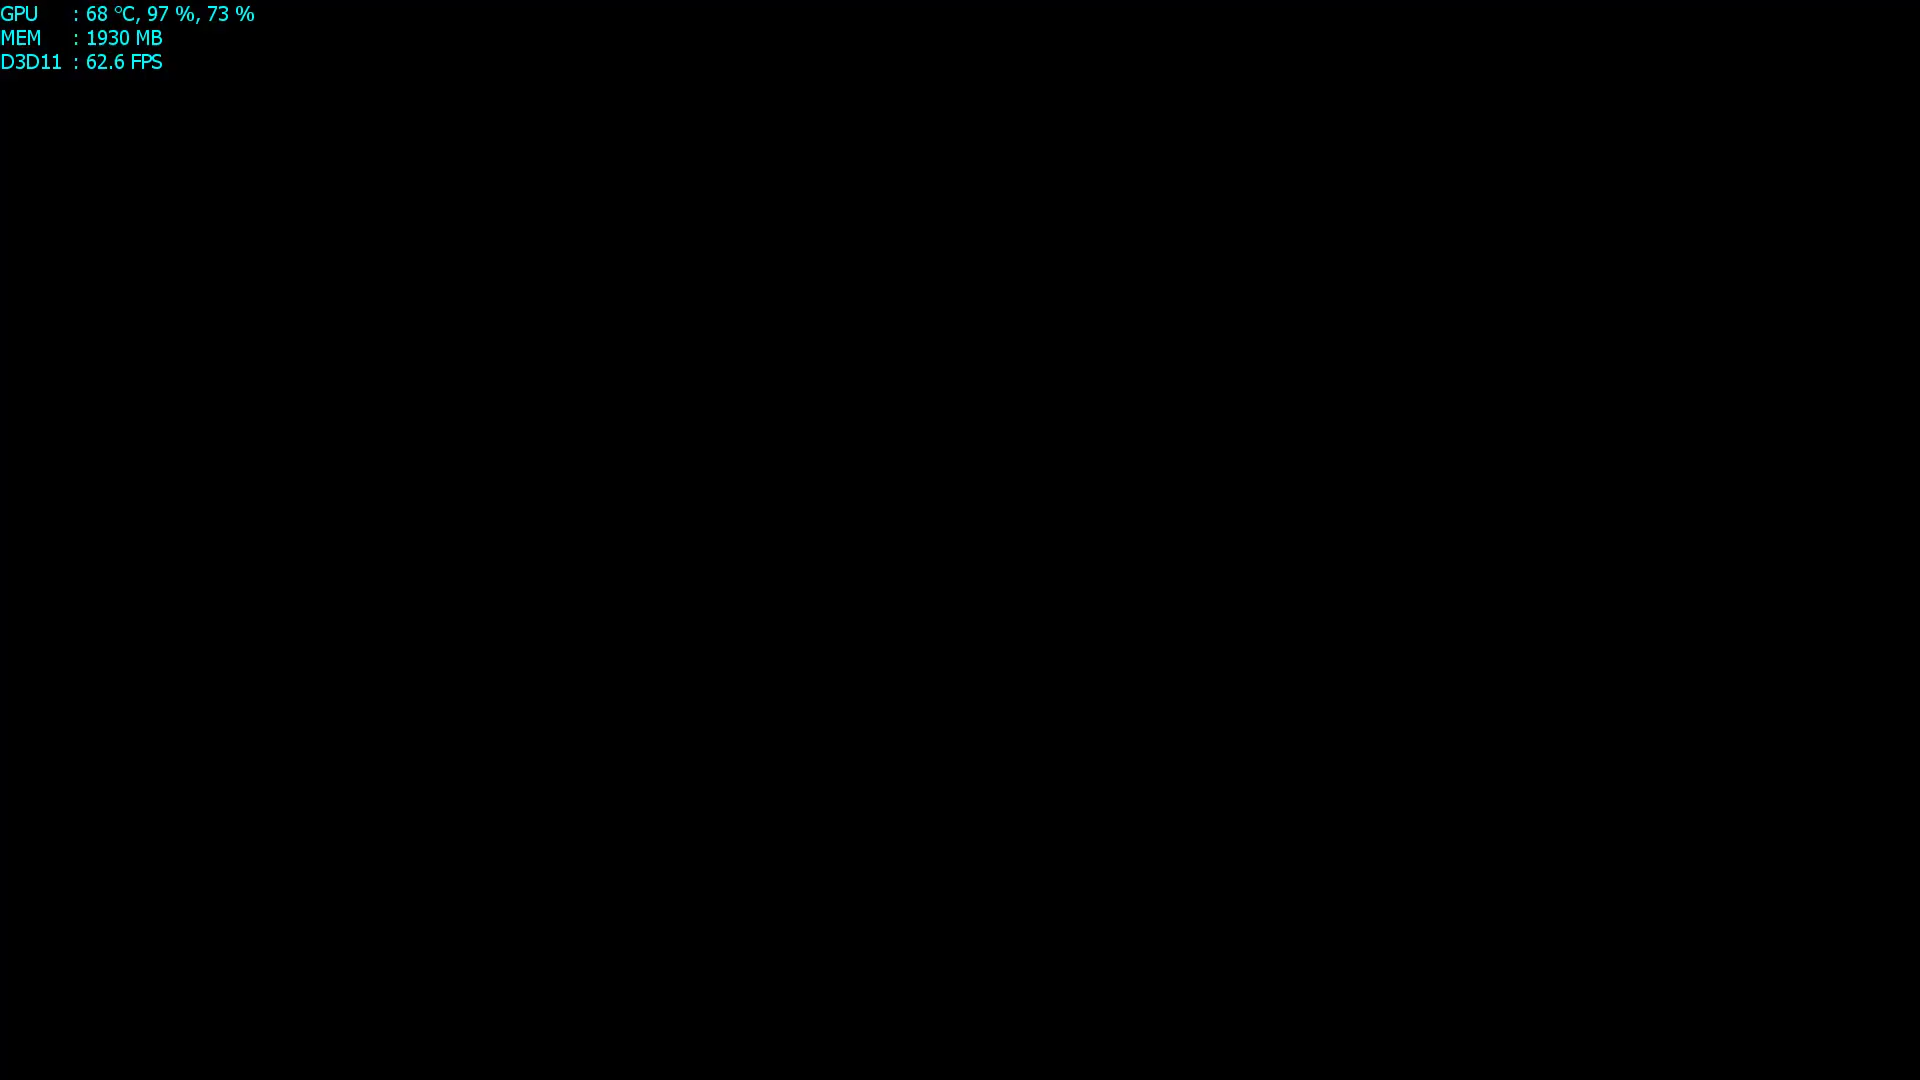 GPU : 68 °C, 97 %, 73 %
MEM : 1930 MB
D3D11 : 62.6 FPS